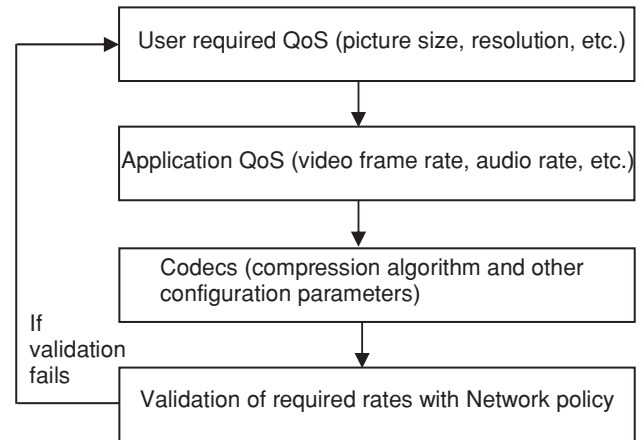 User required QoS (picture size, resolution, etc.)
Application QoS (video frame rate, audio rate, etc.)
Codecs (compression algorithm and other
configuration parameters)
If
validation
fails
Validation of required rates with Network policy